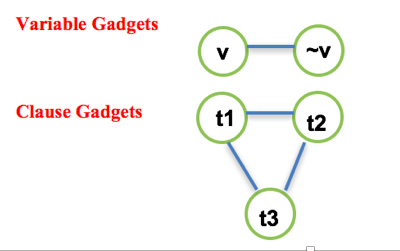 Variable Gadgets
v ~v
Clause Gadgets
t1 t2
t3